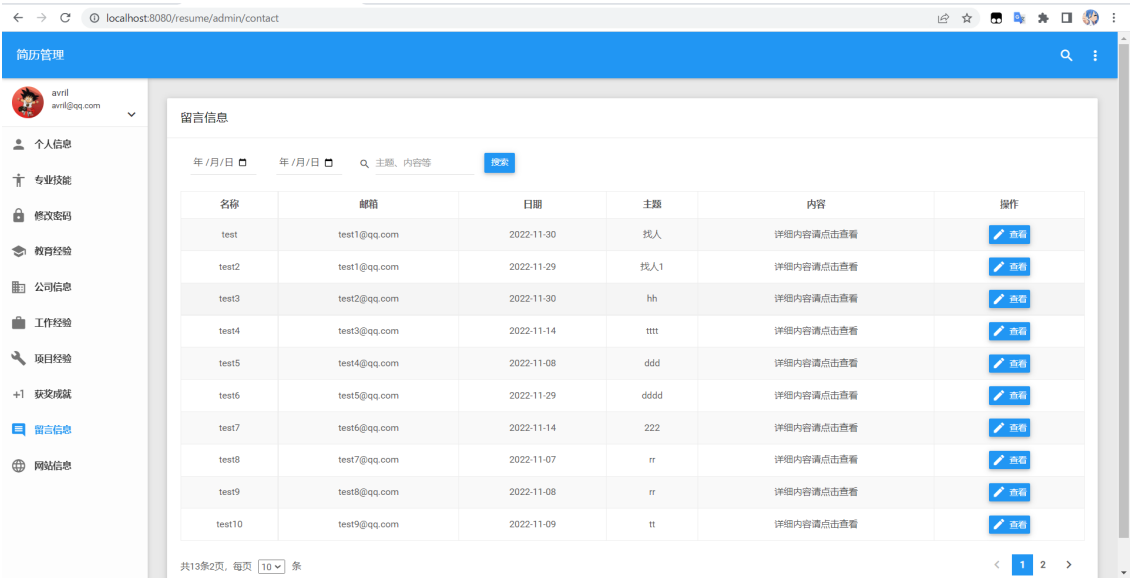 localhost:8080/resume/admin/contact
简历管理
avril
avril@qq.com
个人信息
专业技能
修改密码
教育经验
公司信息
工作经验
项目经验
+1 获奖成就
留言信息
网站信息
留言信息
年/月/日 年/月/日 主题、内容等 搜索
名称 邮箱 日期 主题 内容 操作
test test1@qq.com 2022-11-30 找人 详细内容请点击查看 查看
test2 test1@qq.com 2022-11-29 找人1 详细内容请点击查看 查看
test3 test2@qq.com 2022-11-30 hh 详细内容请点击查看 查看
test4 test3@qq.com 2022-11-14 tttt 详细内容请点击查看 查看
test5 test4@qq.com 2022-11-08 ddd 详细内容请点击查看 查看
test6 test5@qq.com 2022-11-29 dddd 详细内容请点击查看 查看
test7 test6@qq.com 2022-11-14 222 详细内容请点击查看 查看
test8 test7@qq.com 2022-11-07 rr 详细内容请点击查看 查看
test9 test8@qq.com 2022-11-08 rr 详细内容请点击查看 查看
test10 test9@qq.com 2022-11-09 tt 详细内容请点击查看 查看
共13条2页, 每页 10 条 1 2